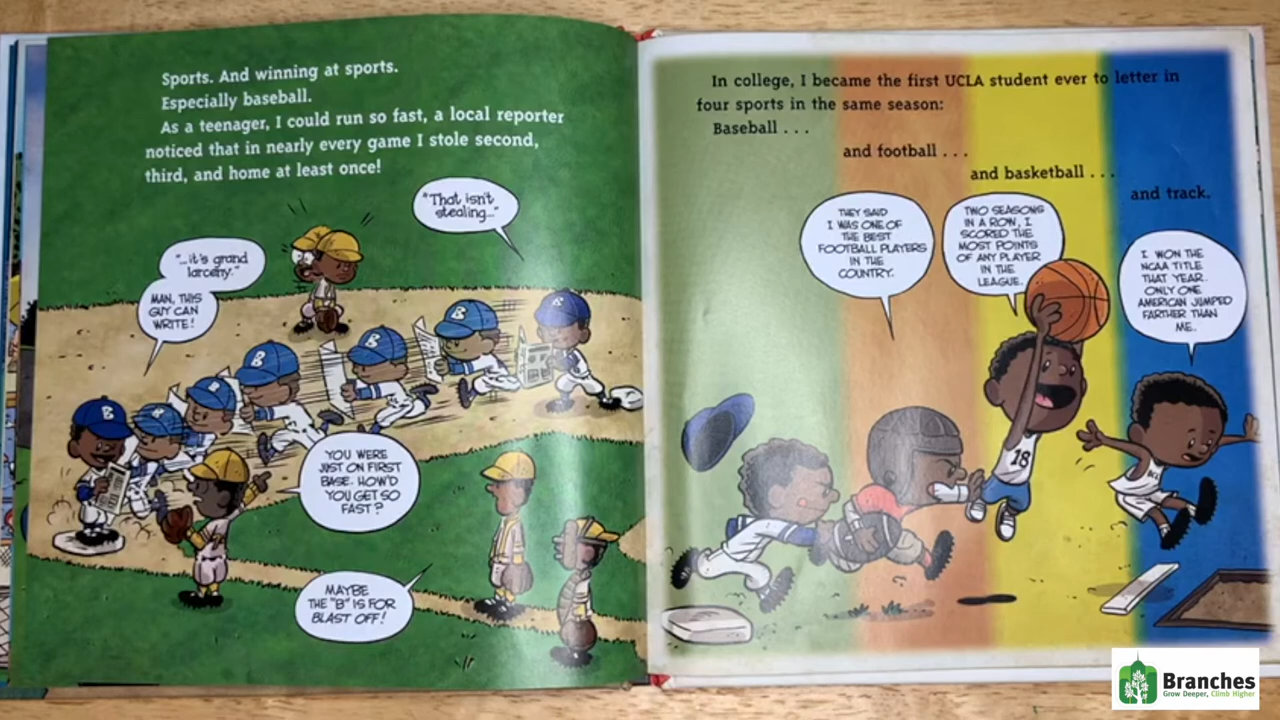 Sports. And winning at sports.
Especially baseball.
As a teenager, I could run so fast, a local reporter
noticed that in nearly every game I stole second,
third, and home at least once!
"That isn't
stealing..."
"...it's grand
larceny."
MAN, THIS
GUY CAN
WRITE!
B
B
B
B
YOU WERE
JUST ON FIRST
BASE. HOW'D
YOU GET SO
FAST?
MAYBE
THE "B" IS FOR
BLAST OFF!
In college, I became the first UCLA student ever to letter in
four sports in the same season:
Baseball . . .
and football . . .
and basketball . . .
and track.
THEY SAID
I WAS ONE OF
THE BEST
FOOTBALL PLAYERS
IN THE
COUNTRY.
TWO SEASONS
IN A ROW, I
SCORED THE
MOST POINTS
OF ANY PLAYER
IN THE
LEAGUE.
I WON THE
NCAA TITLE
THAT YEAR.
ONLY ONE
AMERICAN JUMPED
FARTHER THAN
ME.
18
Branches
Grow Deeper, Climb Higher